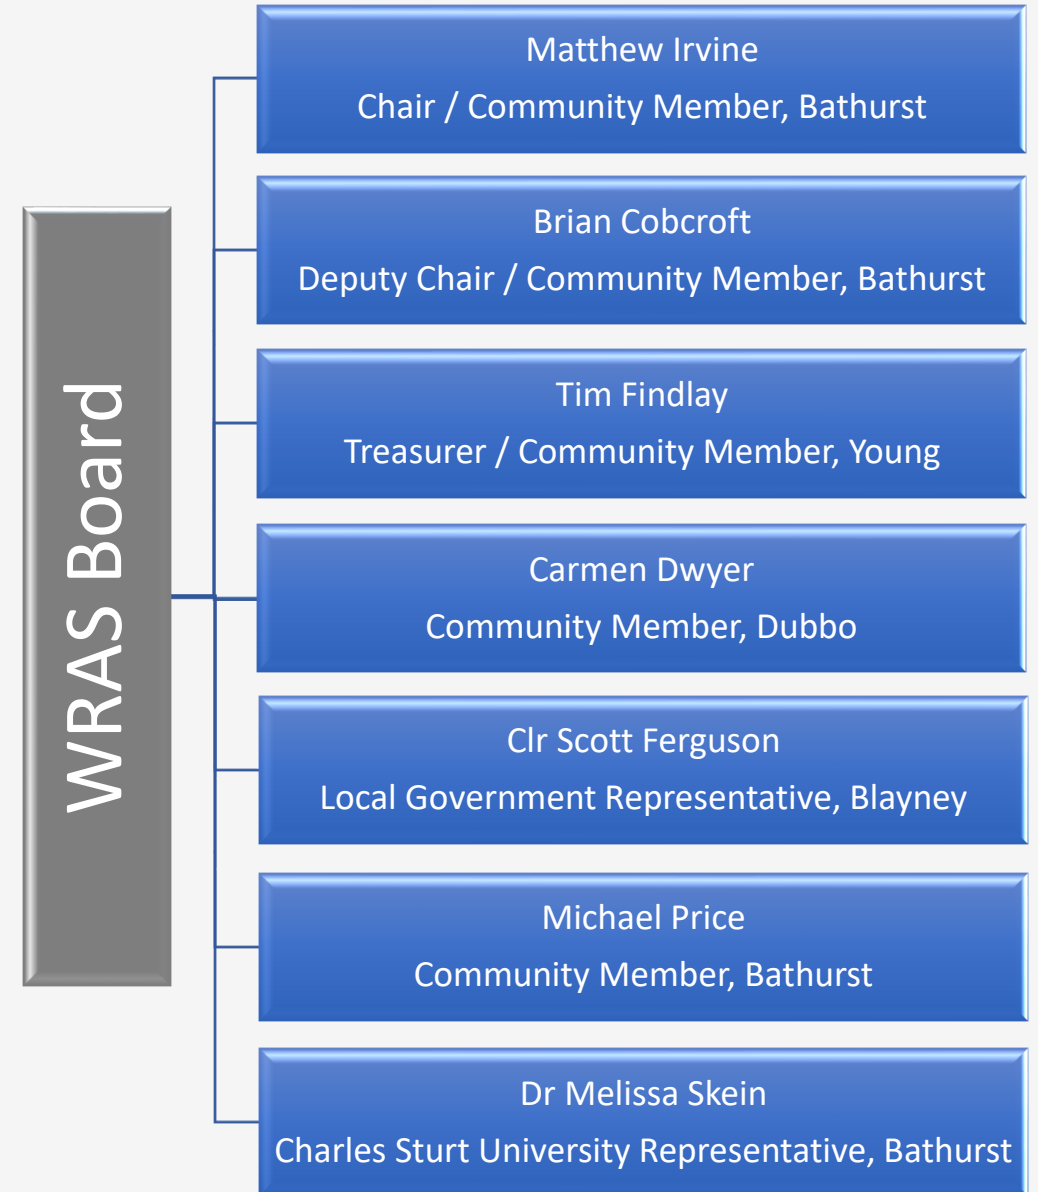 WRAS Board
Matthew Irvine
Chair / Community Member, Bathurst
Brian Cobcroft
Deputy Chair / Community Member, Bathurst
Tim Findlay
Treasurer / Community Member, Young
Carmen Dwyer
Community Member, Dubbo
Clr Scott Ferguson
Local Government Representative, Blayney
Michael Price
Community Member, Bathurst
Dr Melissa Skein
Charles Sturt University Representative, Bathurst